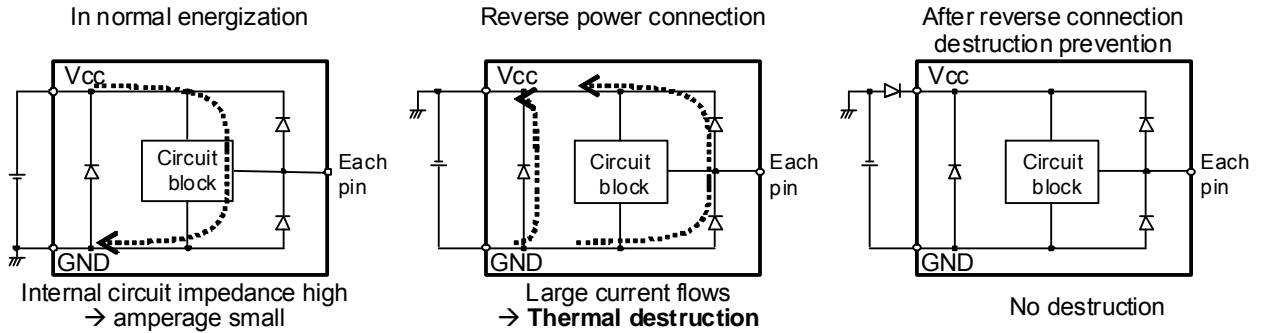 In normal energization
Vcc
Circuit
block
Each
pin
GND
Internal circuit impedance high
→ amperage small
Reverse power connection
Vcc
Circuit
block
Each
pin
GND
Large current flows
→ Thermal destruction
After reverse connection
destruction prevention
Vcc
Circuit
block
Each
pin
GND
No destruction